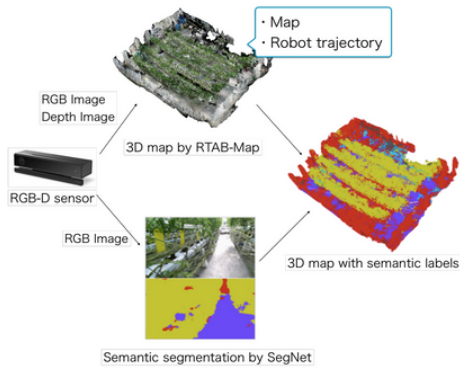 ・Map
・Robot trajectory
RGB Image
Depth Image
3D map by RTAB-Map
RGB-D sensor
RGB Image
3D map with semantic labels
Semantic segmentation by SegNet